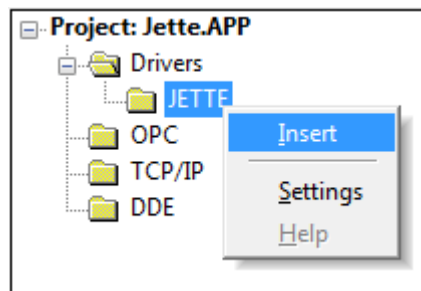 Project: Jette.APP
Drivers
JETTE
Insert
OPC
TCP/IP
Settings
DDE
Help